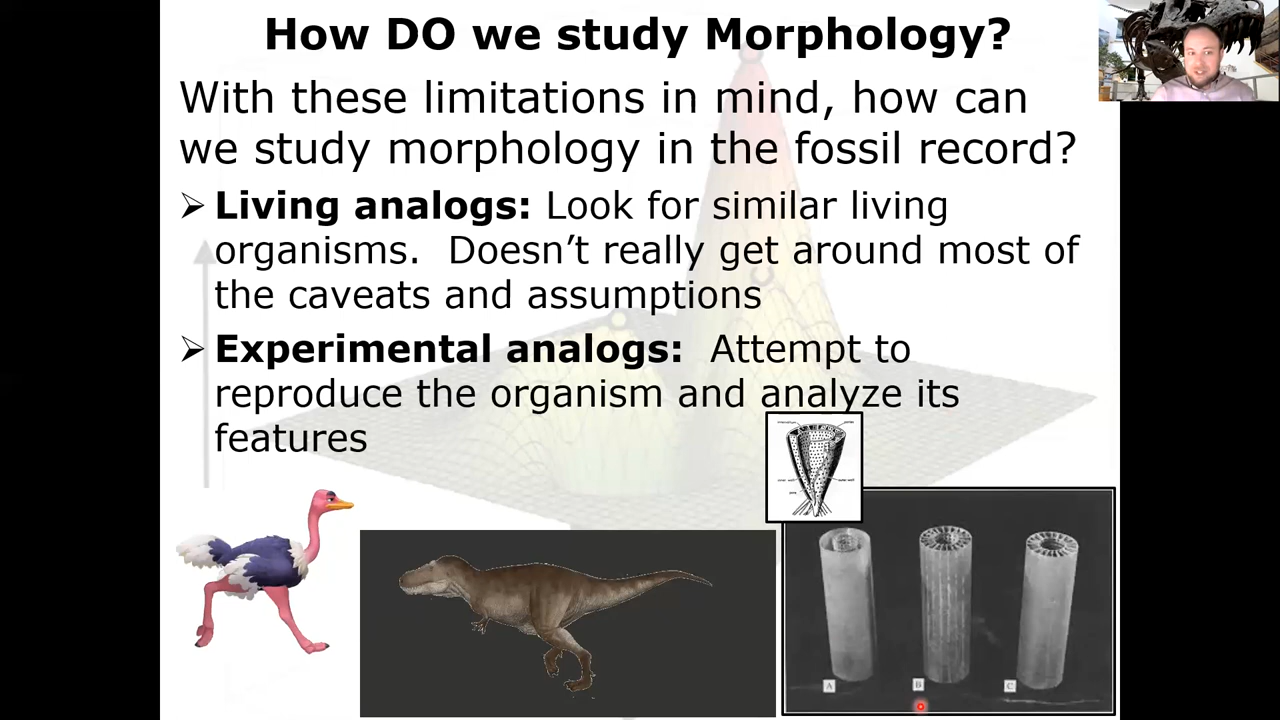 How DO we study Morphology?
With these limitations in mind, how can
we study morphology in the fossil record?
➢ Living analogs: Look for similar living
organisms.  Doesn’t really get around most of
the caveats and assumptions
➢ Experimental analogs:  Attempt to
reproduce the organism and analyze its
features
A B C